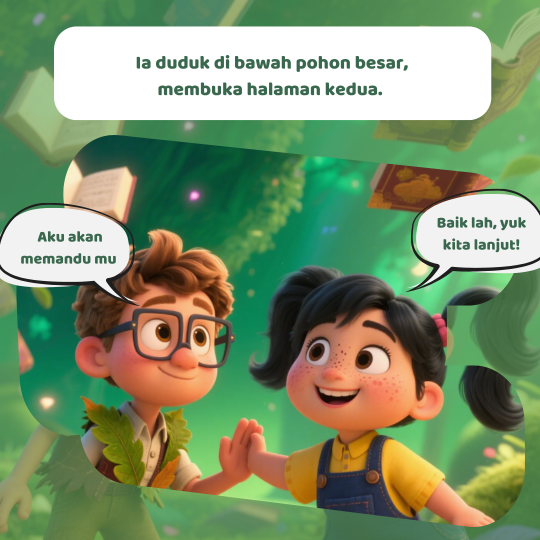 Ia duduk di bawah pohon besar,
membuka halaman kedua.
Aku akan
memandu mu
Baik lah, yuk
kita lanjut!